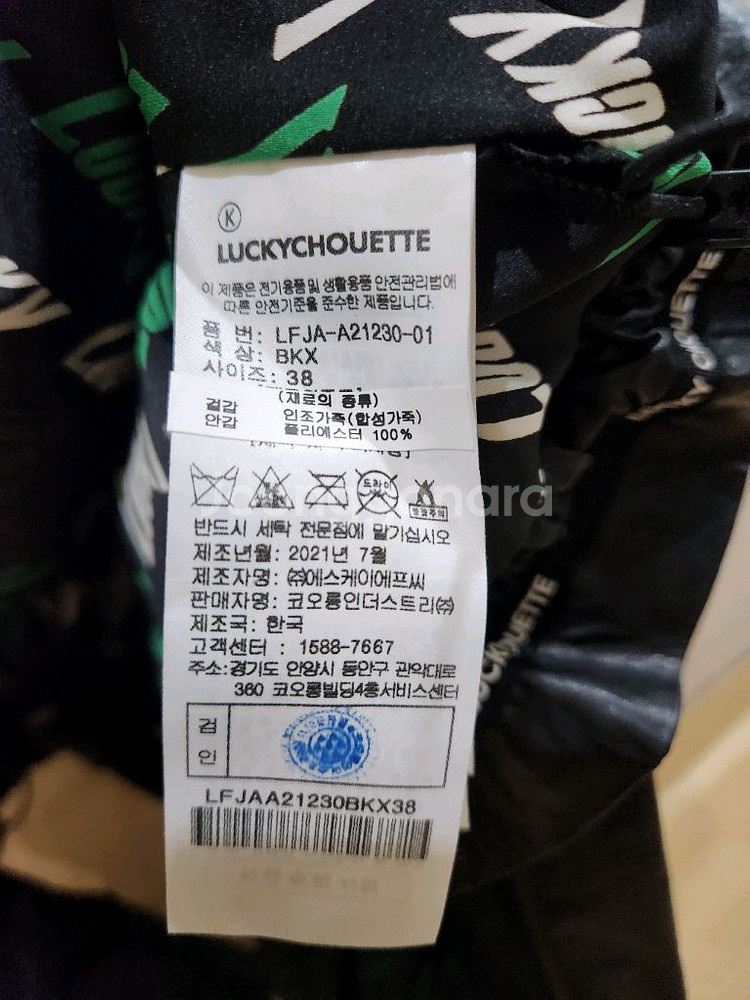 K
LUCKYCHOUETTE
이 제품은 전기용품및 생활용품 안전관리법에
따른 안전기준을 준수한 제품입니다.
품 번: LFJA-A21230-01
색 상: BKX
사이즈: 38
(재료의 종류)
겉감 인조가죽(합성가죽)
안감 폴리에스터 100%
드라이
반드시 세탁 전문점에 맡기십시오
제조년월: 2021년 7월
제조자명: ㈜에스케이에프씨
판매자명: 코오롱인더스트리㈜
제조국: 한국
고객센터 : 1588-7667
주소:경기도 안양시 동안구 관악대로
360 코오롱빌딩4층서비스센터
검
인
LFJAA21230BKX38